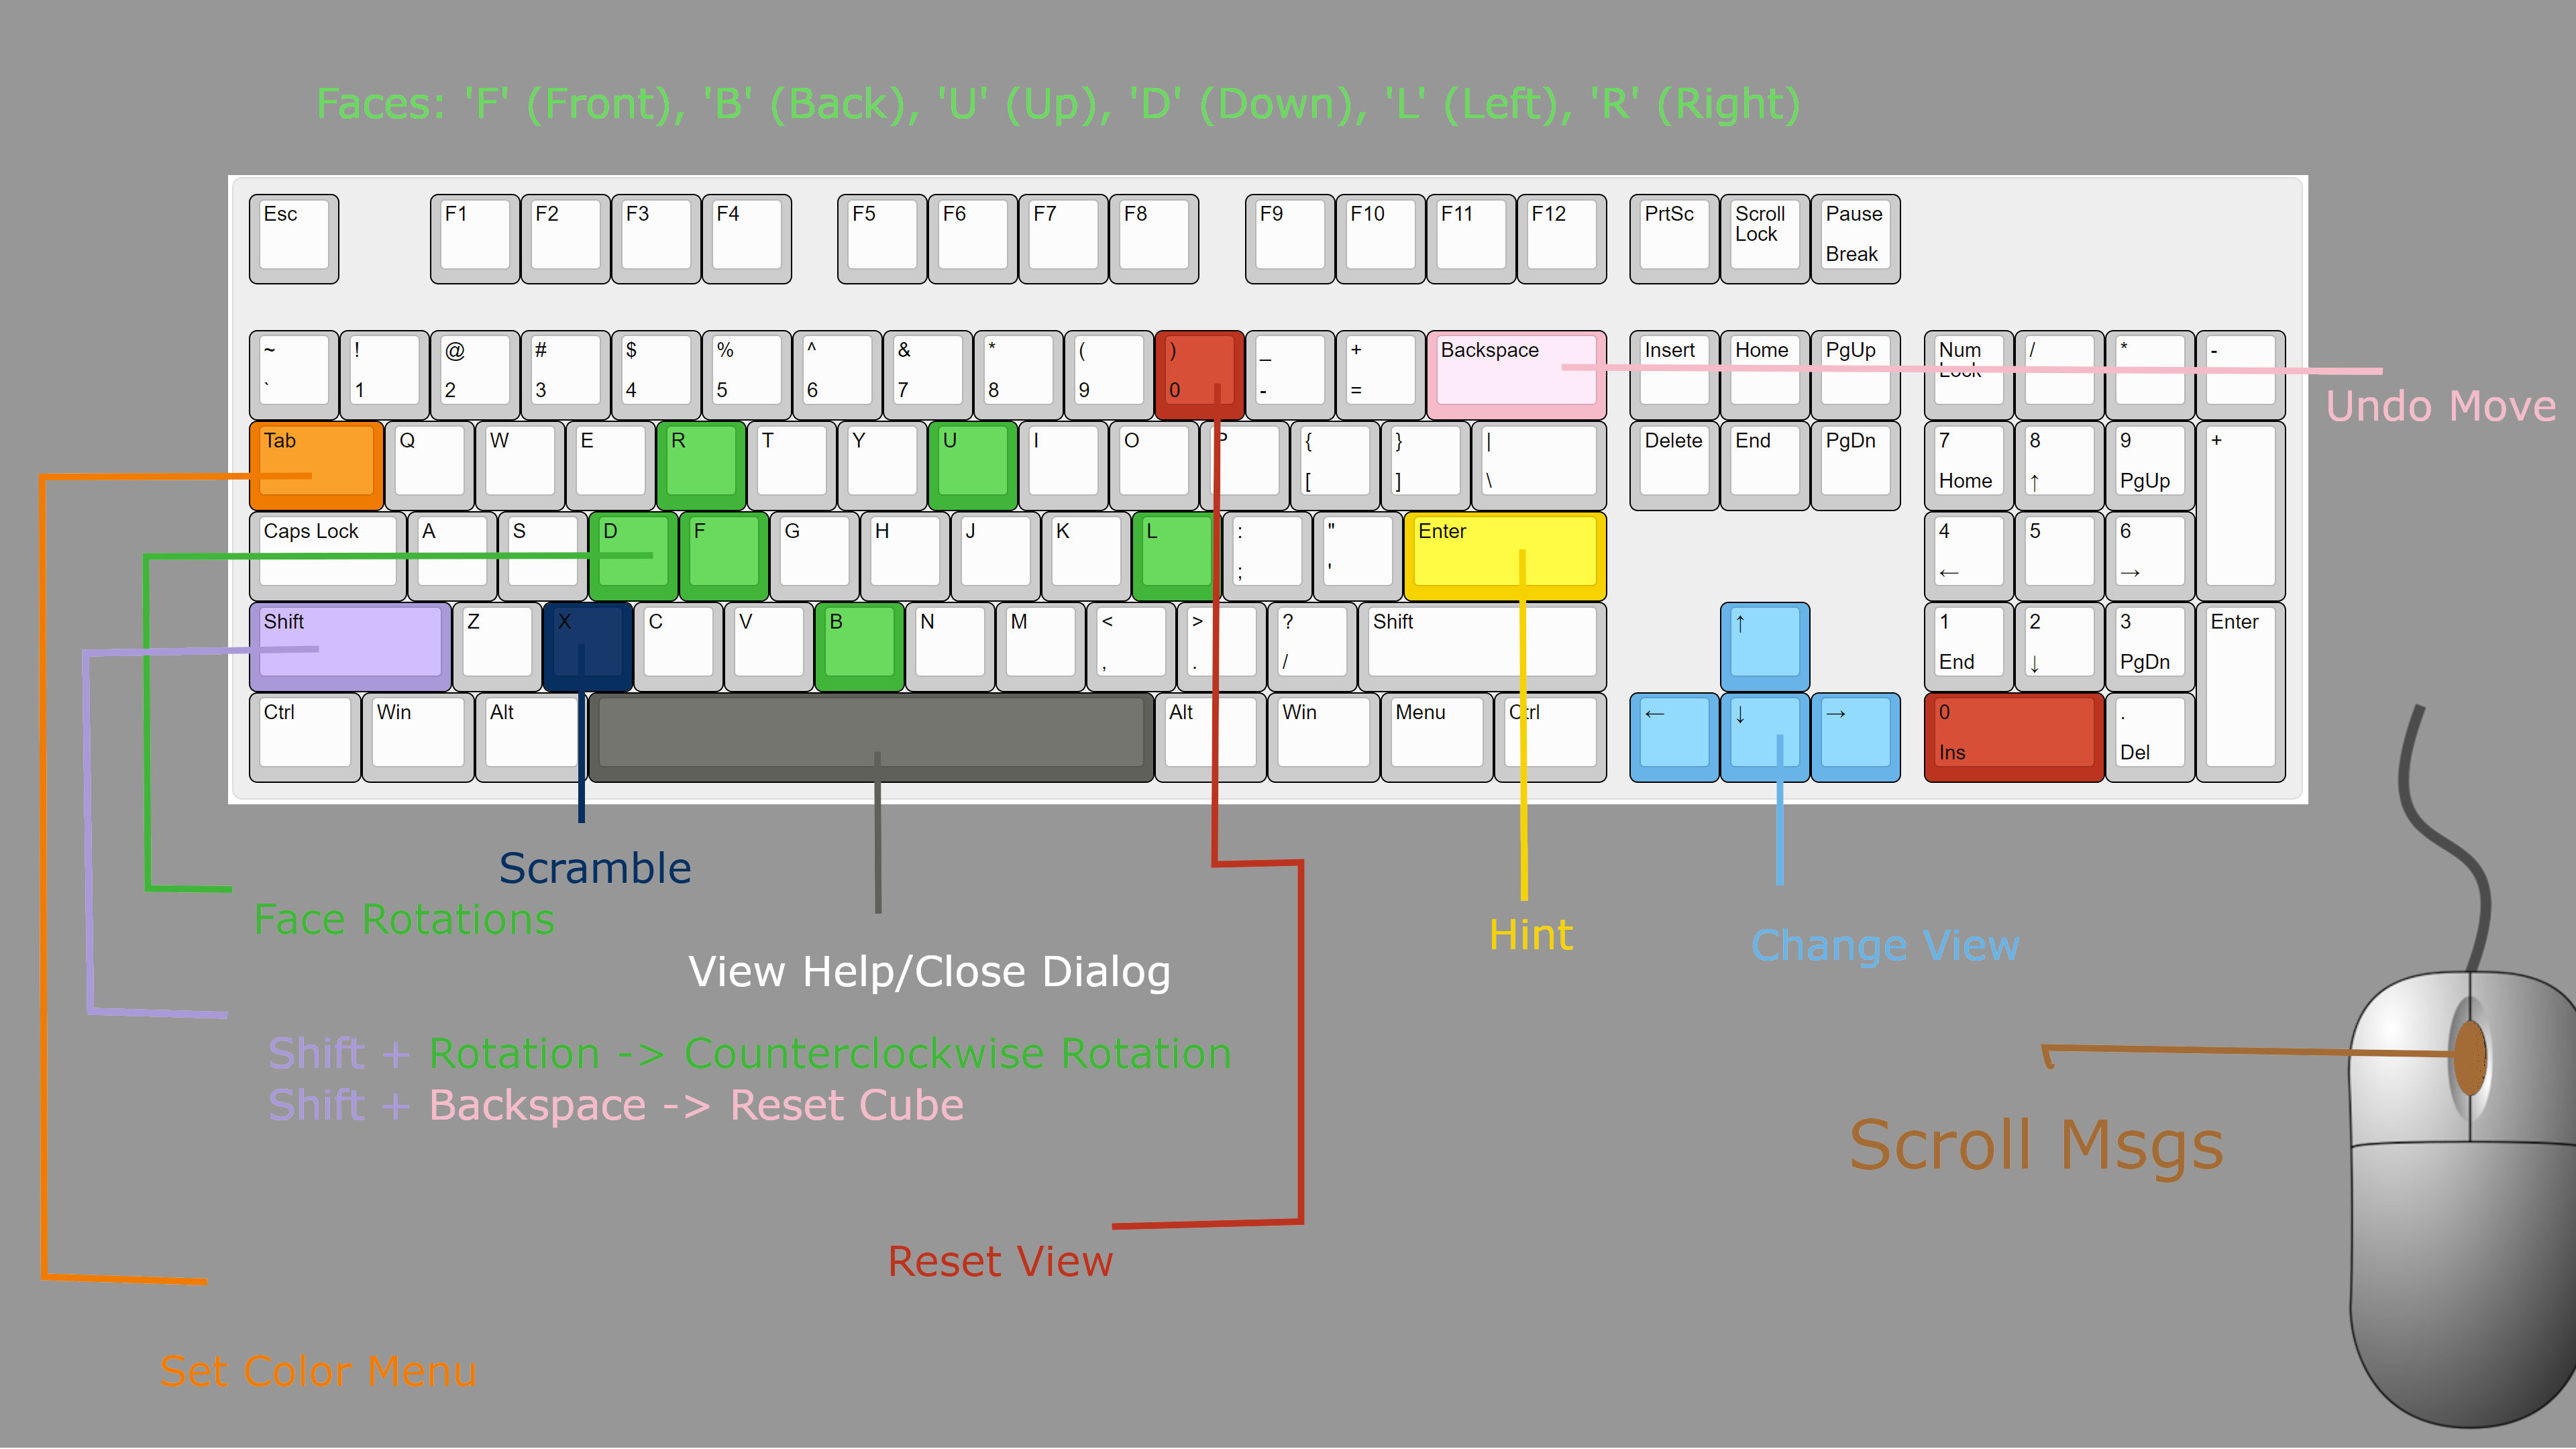 Faces: 'F' (Front), 'B' (Back), 'U' (Up), 'D' (Down), 'L' (Left), 'R' (Right)
Esc F1 F2 F3 F4 F5 F6 F7 F8 F9 F10 F11 F12 PrtSc Scroll Lock Pause Break
~ ` ! 1 @ 2 # 3 $ 4 % 5 ^ 6 & 7 * 8 ( 9 ) 0 _ - + = Backspace Insert Home PgUp Num Lock / * -
Undo Move
Tab Q W E R T Y U I O P { [ } ] | \ Delete End PgDn 7 Home 8 ↑ 9 PgUp +
Caps Lock A S D F G H J K L : ; " ' Enter 4 ← 5 6 →
Shift Z X C V B N M < , > . ? / Shift ↑ 1 End 2 ↓ 3 PgDn Enter
Ctrl Win Alt Alt Win Menu Ctrl ← ↓ → 0 Ins . Del
Scramble
Face Rotations
Hint
Change View
View Help/Close Dialog
Shift + Rotation -> Counterclockwise Rotation
Shift + Backspace -> Reset Cube
Scroll Msgs
Reset View
Set Color Menu